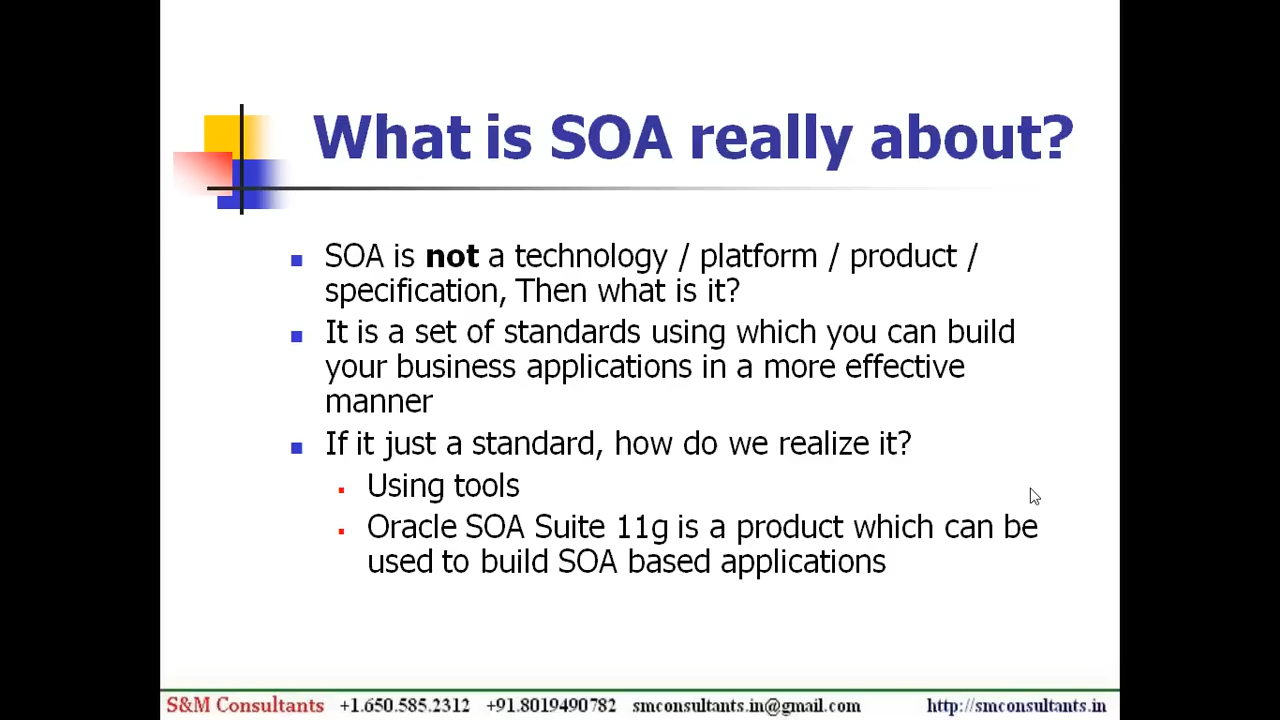 What is SOA really about?
SOA is not a technology / platform / product /
specification, Then what is it?
It is a set of standards using which you can build
your business applications in a more effective
manner
If it just a standard, how do we realize it?
Using tools
Oracle SOA Suite 11g is a product which can be
used to build SOA based applications
S&M Consultants +1.650.585.2312 +91.8019490782 smconsultants.in@gmail.com http://smconsultants.in